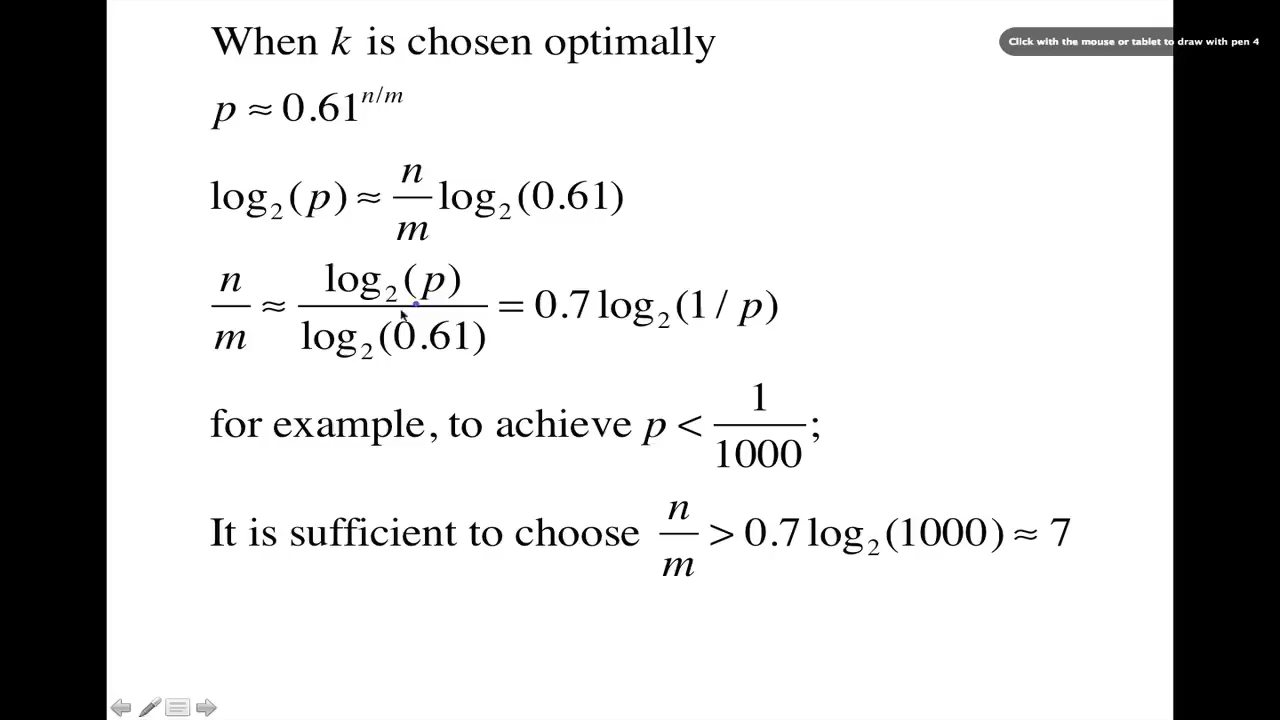 When k is chosen optimally
Click with the mouse or tablet to draw with pen 4
p ≈ 0.61^{n/m}
log₂(p) ≈ n/m log₂(0.61)
n/m ≈ log₂(p)/log₂(0.61) = 0.7 log₂(1 / p)
for example, to achieve p < 1/1000;
It is sufficient to choose n/m > 0.7 log₂(1000) ≈ 7